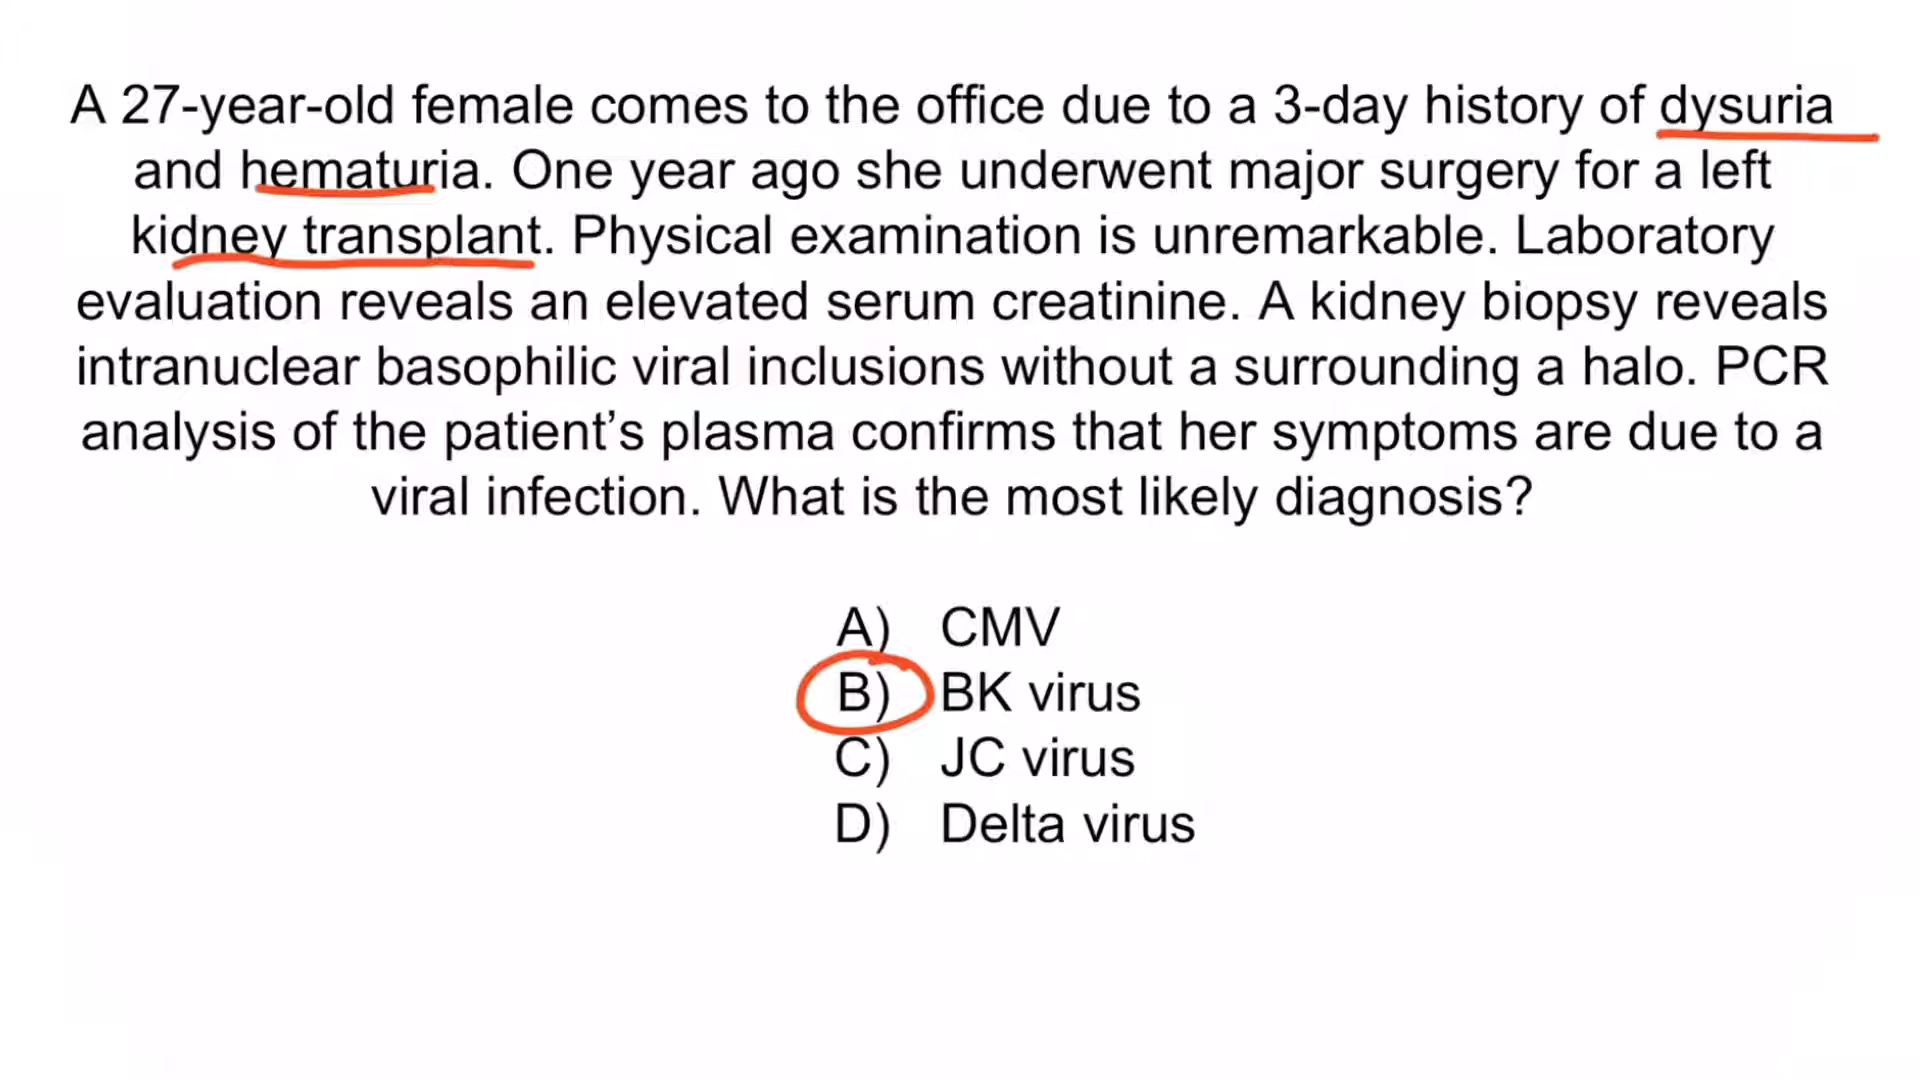 A 27-year-old female comes to the office due to a 3-day history of dysuria
and hematuria. One year ago she underwent major surgery for a left
kidney transplant. Physical examination is unremarkable. Laboratory
evaluation reveals an elevated serum creatinine. A kidney biopsy reveals
intranuclear basophilic viral inclusions without a surrounding a halo. PCR
analysis of the patient’s plasma confirms that her symptoms are due to a
viral infection. What is the most likely diagnosis?
A) CMV
B) BK virus
C) JC virus
D) Delta virus